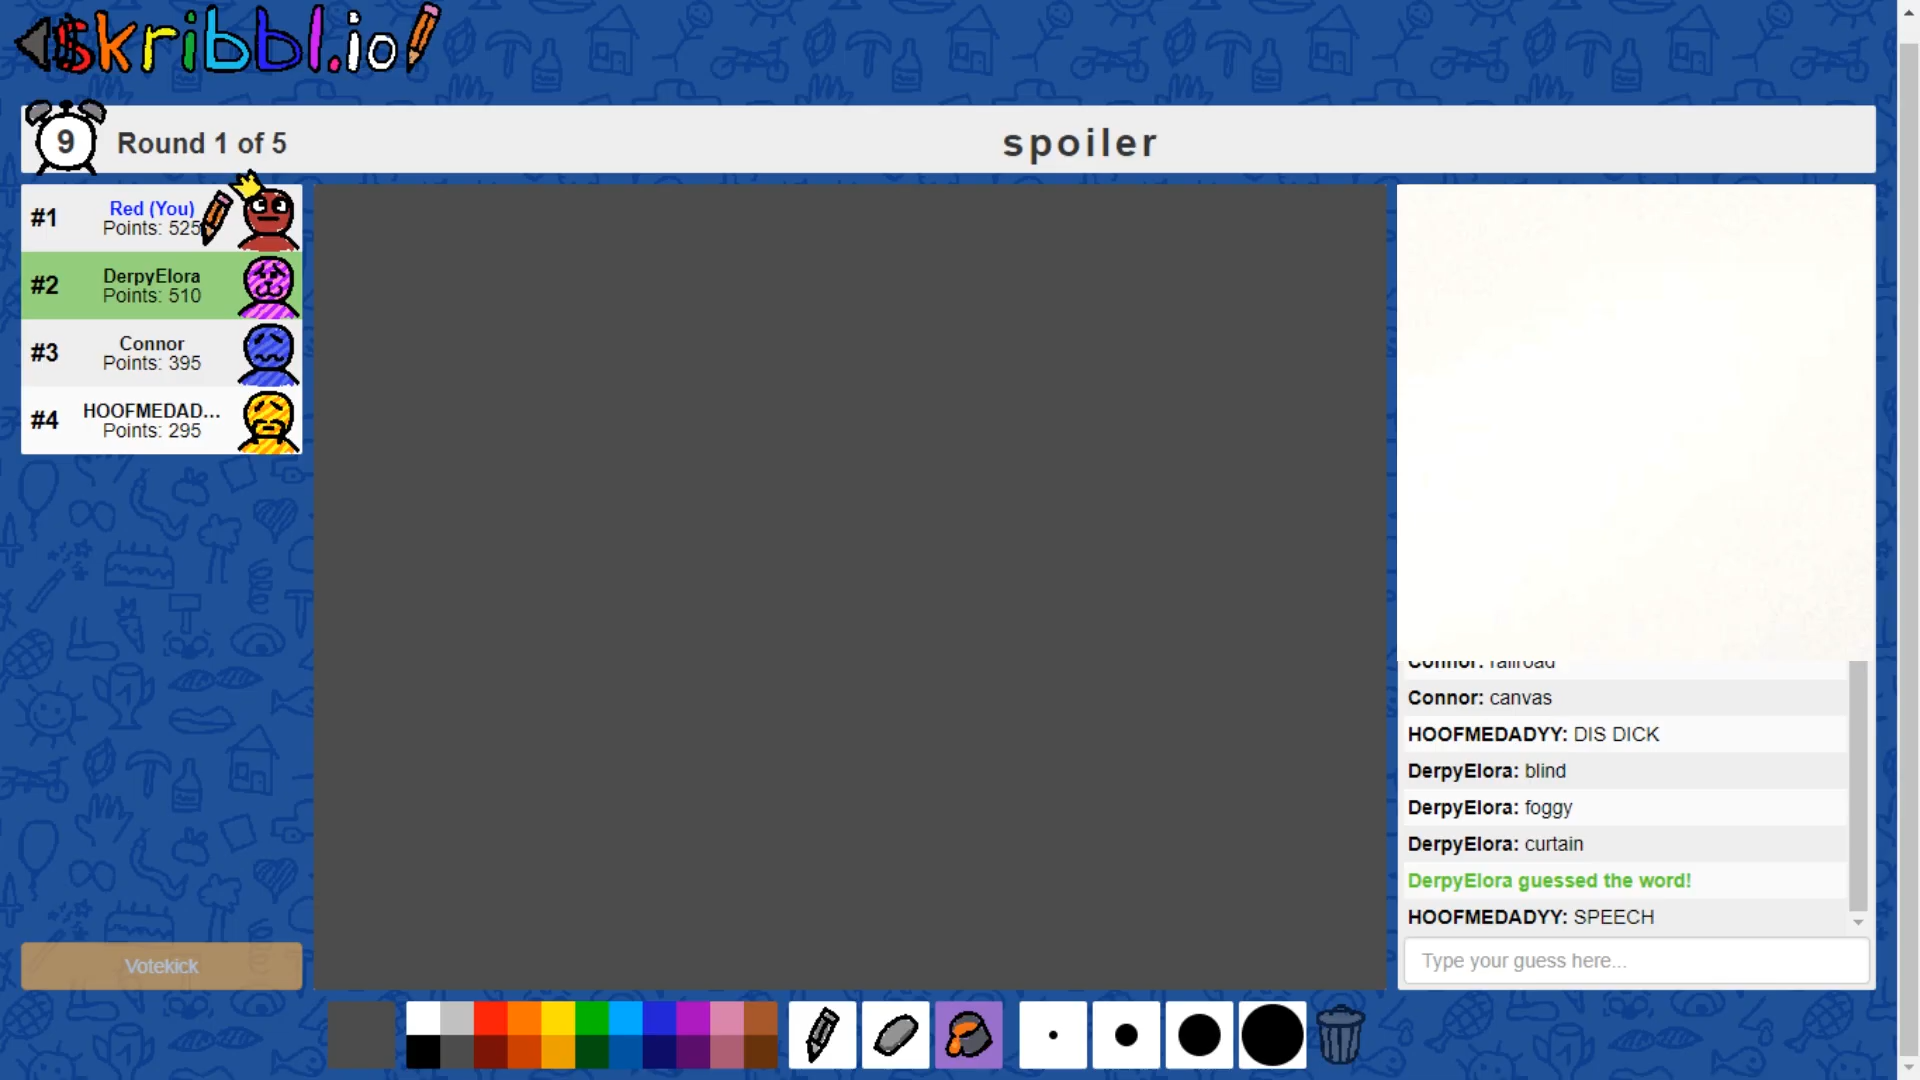 skribbl.io
9
Round 1 of 5
spoiler
#1
Red (You)
Points: 525
#2
DerpyElora
Points: 510
#3
Connor
Points: 395
#4
HOOFMEDAD...
Points: 295
Connor: railroad
Connor: canvas
HOOFMEDADYY: DIS DICK
DerpyElora: blind
DerpyElora: foggy
DerpyElora: curtain
DerpyElora guessed the word!
HOOFMEDADYY: SPEECH
Type your guess here...
Votekick